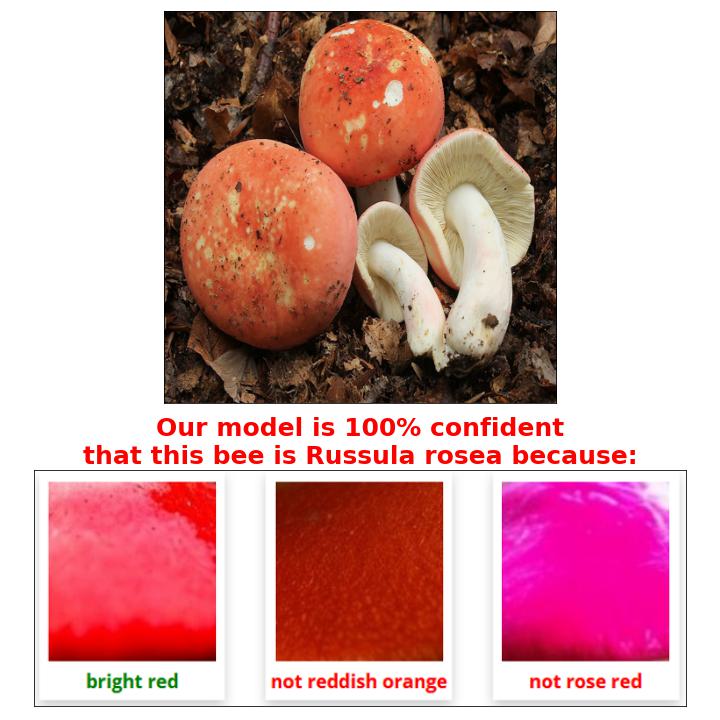 Our model is 100% confident
that this bee is Russula rosea because:
bright red
not reddish orange
not rose red